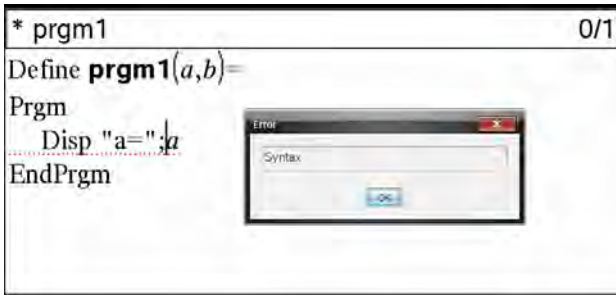 * prgm1 0/1
Define prgm1(a,b)=
Prgm
Disp "a=";a
EndPrgm
Error
Syntax
OK